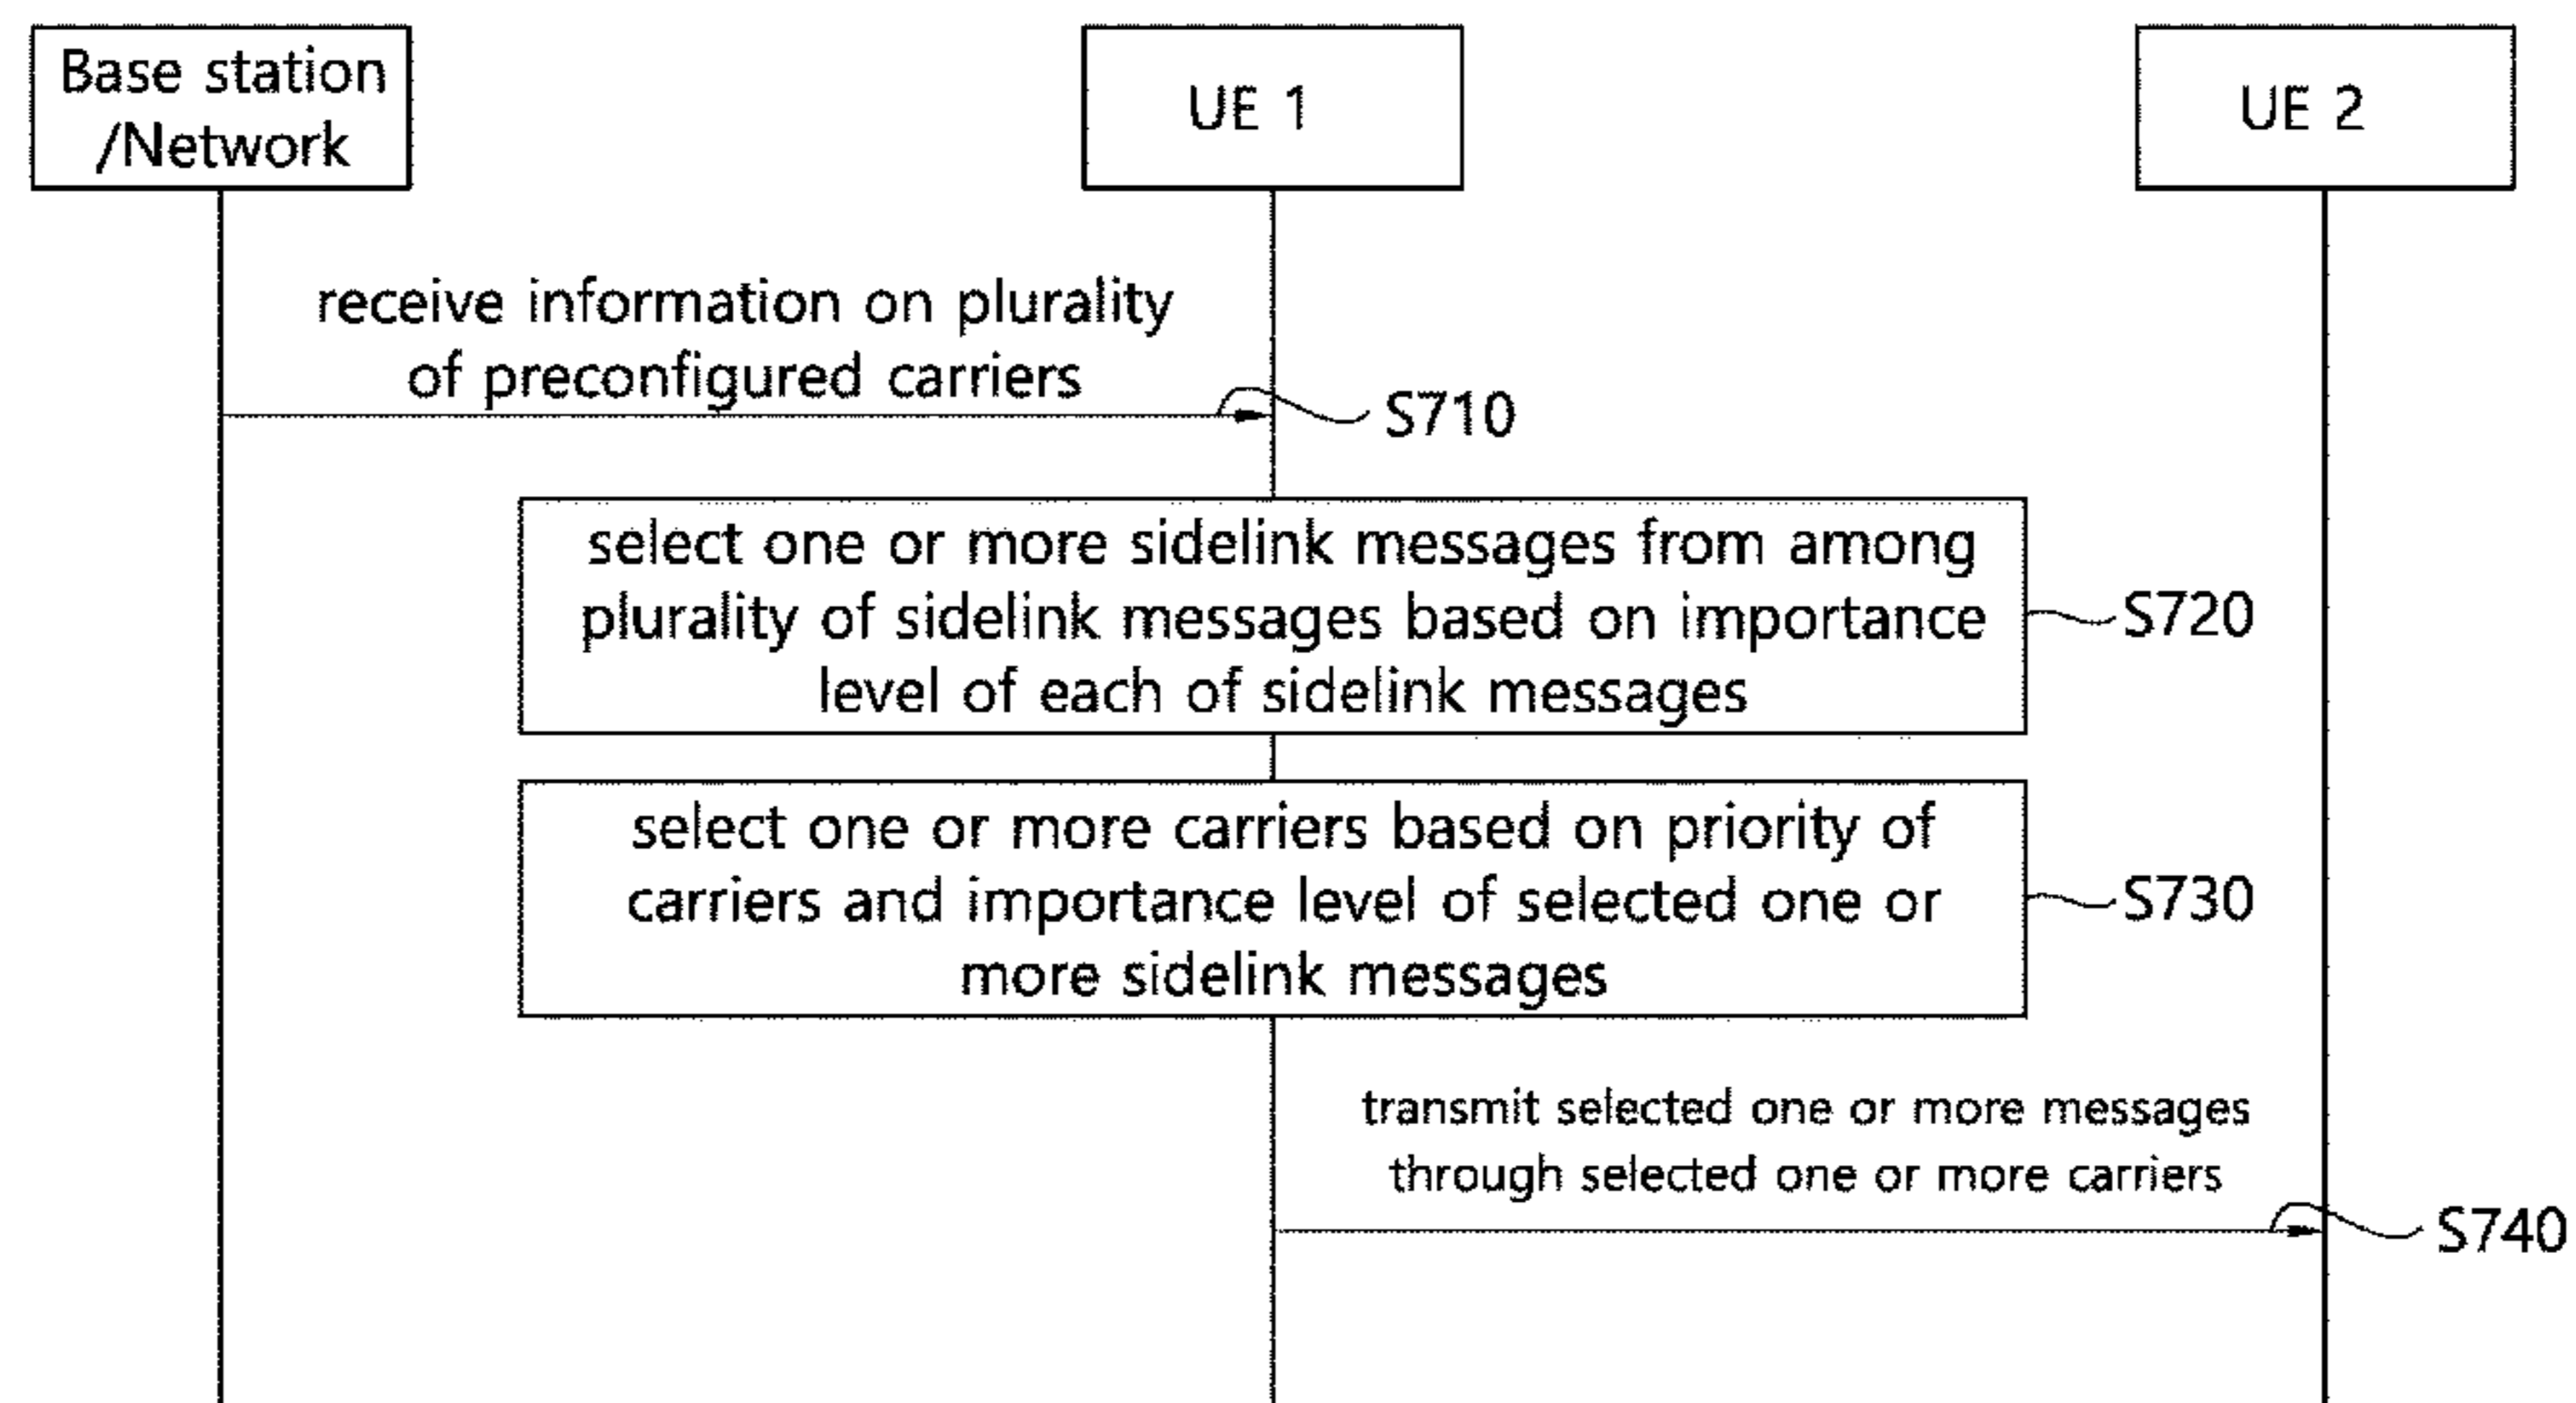 Base station
/Network
UE 1
UE 2
receive information on plurality
of preconfigured carriers
S710
select one or more sidelink messages from among
plurality of sidelink messages based on importance
level of each of sidelink messages
S720
select one or more carriers based on priority of
carriers and importance level of selected one or
more sidelink messages
S730
transmit selected one or more messages
through selected one or more carriers
S740